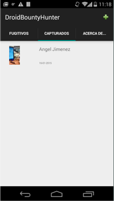 11:18
DroidBountyHunter
FUGITIVOS CAPTURADOS ACERCA DE...
Angel Jimenez